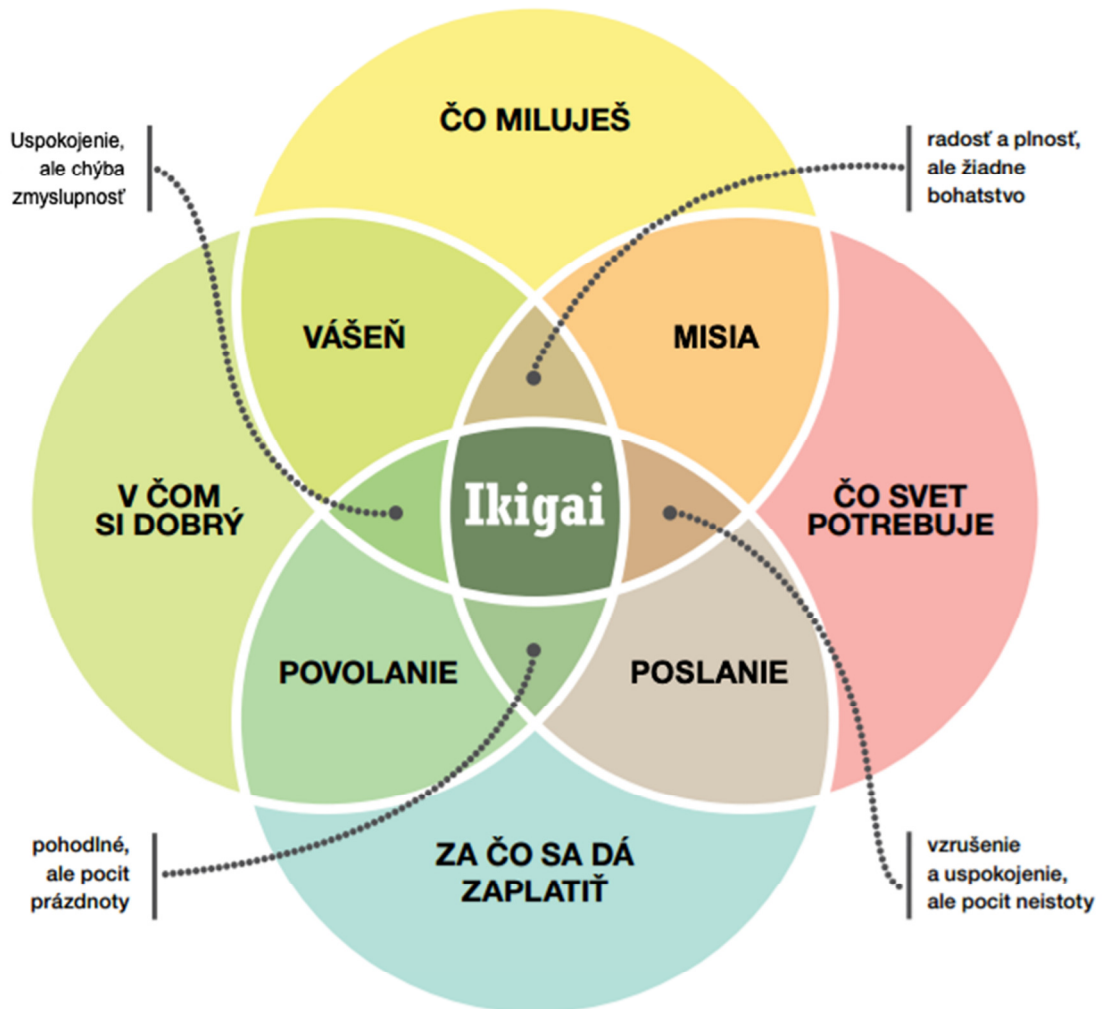 ČO MILUJEŠ
Uspokojenie,
ale chýba
zmyslupnosť
radosť a plnosť,
ale žiadne
bohatstvo
VÁŠEŇ
MISIA
V ČOM
SI DOBRÝ
Ikigai
ČO SVET
POTREBUJE
POVOLANIE
POSLANIE
ZA ČO SA DÁ
ZAPLATIŤ
pohodlné,
ale pocit
prázdnoty
vzrušenie
a uspokojenie,
ale pocit neistoty